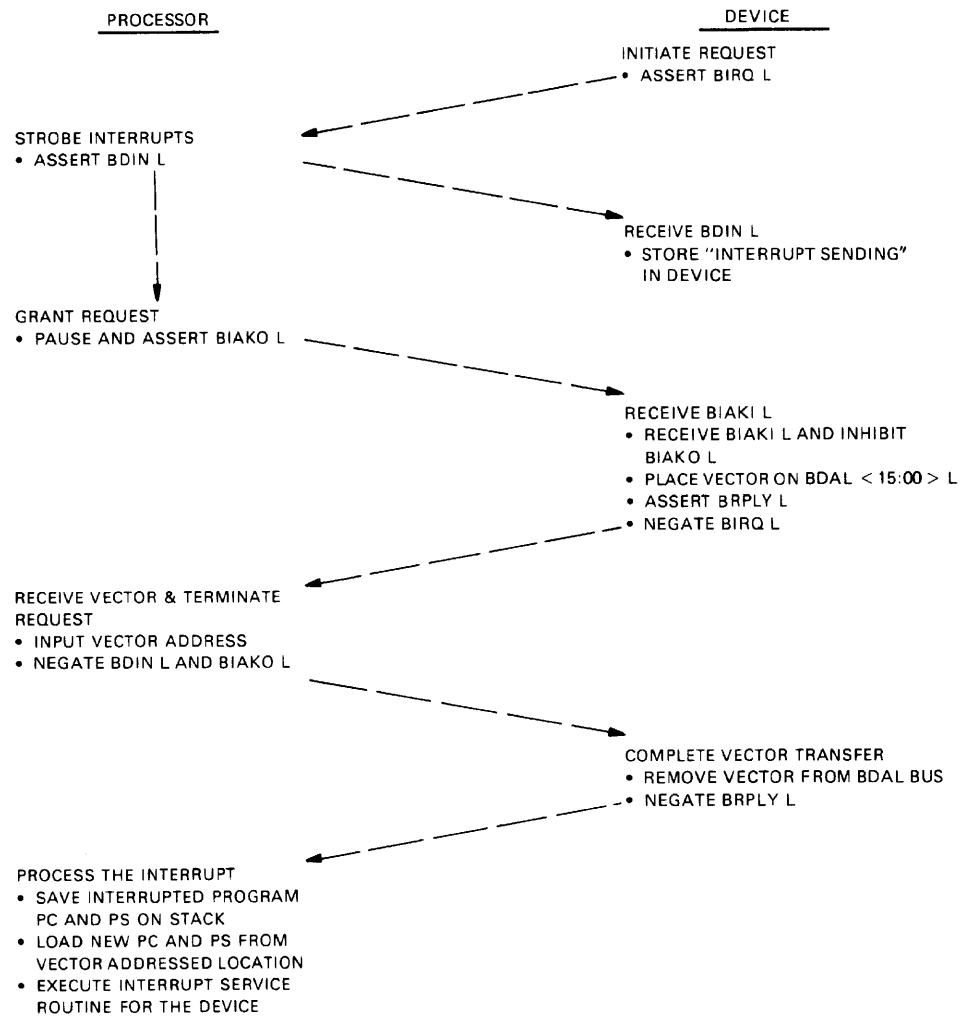 PROCESSOR
DEVICE
INITIATE REQUEST
• ASSERT BIRQ L
STROBE INTERRUPTS
• ASSERT BDIN L
RECEIVE BDIN L
• STORE "INTERRUPT SENDING"
IN DEVICE
GRANT REQUEST
• PAUSE AND ASSERT BIAKO L
RECEIVE BIAKI L
• RECEIVE BIAKI L AND INHIBIT
BIAKO L
• PLACE VECTOR ON BDAL < 15:00 > L
• ASSERT BRPLY L
• NEGATE BIRQ L
RECEIVE VECTOR & TERMINATE
REQUEST
• INPUT VECTOR ADDRESS
• NEGATE BDIN L AND BIAKO L
COMPLETE VECTOR TRANSFER
• REMOVE VECTOR FROM BDAL BUS
• NEGATE BRPLY L
PROCESS THE INTERRUPT
• SAVE INTERRUPTED PROGRAM
PC AND PS ON STACK
• LOAD NEW PC AND PS FROM
VECTOR ADDRESSED LOCATION
• EXECUTE INTERRUPT SERVICE
ROUTINE FOR THE DEVICE